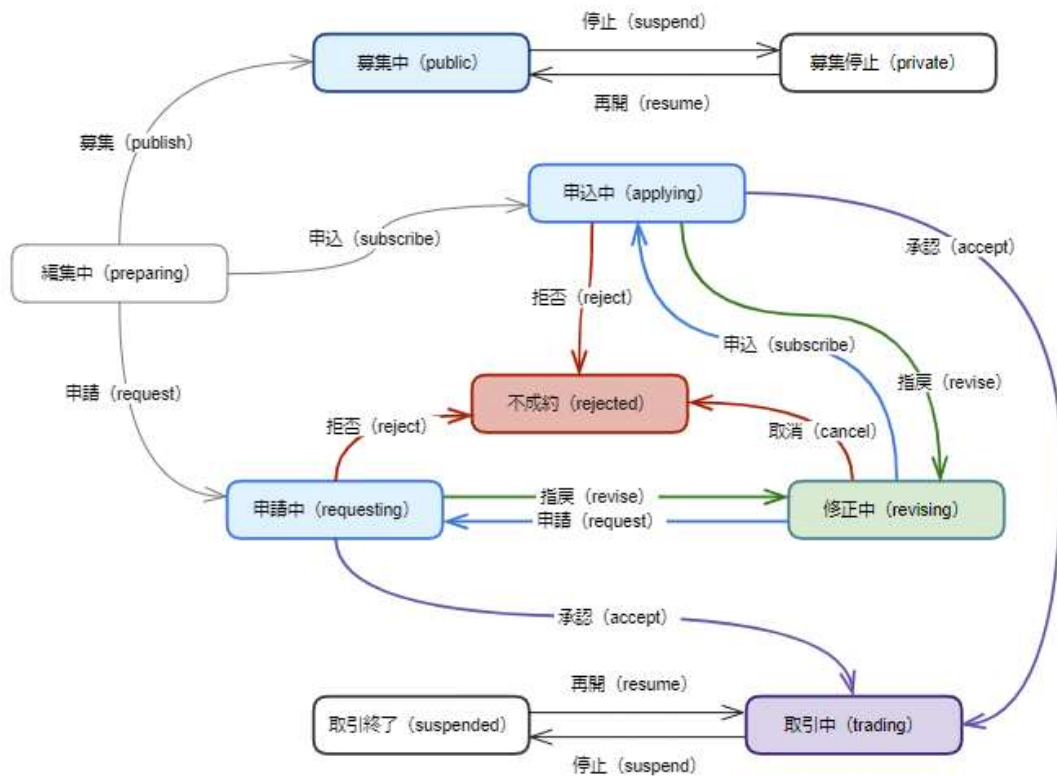 停止（suspend）
募集中（public）
募集停止（private）
再開（resume）
募集（publish）
申込中（applying）
申込（subscribe）
承認（accept）
編集中（preparing）
拒否（reject）
申込（subscribe）
指戻（revise）
申請（request）
不成約（rejected）
拒否（reject）
取消（cancel）
申請中（requesting）
指戻（revise）
申請（request）
修正中（revising）
承認（accept）
再開（resume）
取引終了（suspended）
取引中（trading）
停止（suspend）